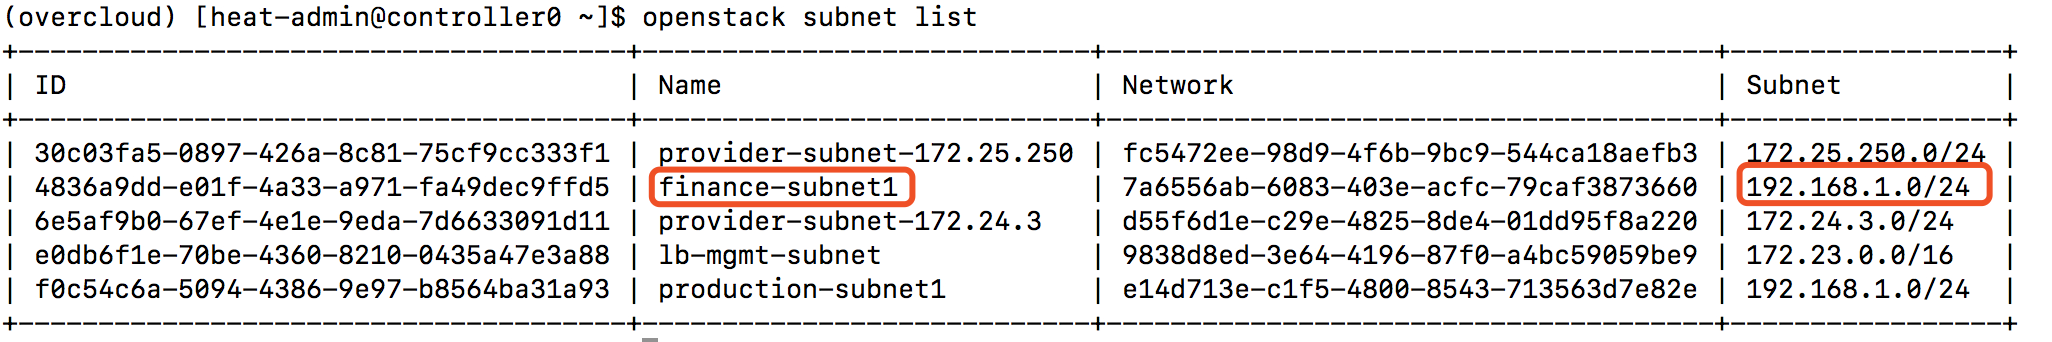 (overcloud) [heat-admin@controller0 ~]$ openstack subnet list
+--------------------------------------+----------------------------+--------------------------------------+-----------------+
| ID                                   | Name                       | Network                              | Subnet          |
+--------------------------------------+----------------------------+--------------------------------------+-----------------+
| 30c03fa5-0897-426a-8c81-75cf9cc333f1 | provider-subnet-172.25.250 | fc5472ee-98d9-4f6b-9bc9-544ca18aefb3 | 172.25.250.0/24 |
| 4836a9dd-e01f-4a33-a971-fa49dec9ffd5 | finance-subnet1            | 7a6556ab-6083-403e-acfc-79caf3873660 | 192.168.1.0/24  |
| 6e5af9b0-67ef-4e1e-9eda-7d6633091d11 | provider-subnet-172.24.3   | d55f6d1e-c29e-4825-8de4-01dd95f8a220 | 172.24.3.0/24   |
| e0db6f1e-70be-4360-8210-0435a47e3a88 | lb-mgmt-subnet             | 9838d8ed-3e64-4196-87f0-a4bc59059be9 | 172.23.0.0/16   |
| f0c54c6a-5094-4386-9e97-b8564ba31a93 | production-subnet1         | e14d713e-c1f5-4800-8543-713563d7e82e | 192.168.1.0/24  |
+--------------------------------------+----------------------------+--------------------------------------+-----------------+